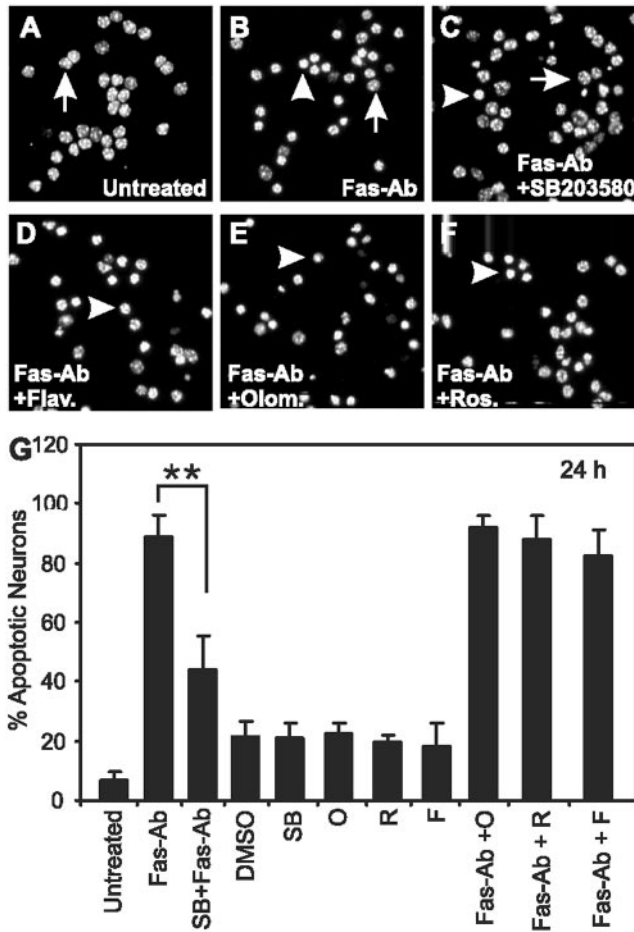 A
Untreated
B
Fas-Ab
C
Fas-Ab
+SB203580
D
Fas-Ab
+Flav.
E
Fas-Ab
+Olom.
F
Fas-Ab
+Ros.
G
120
100
80
60
40
20
0
% Apoptotic Neurons
**
24 h
Untreated
Fas-Ab
SB+Fas-Ab
DMSO
SB
O
R
F
Fas-Ab +O
Fas-Ab + R
Fas-Ab + F